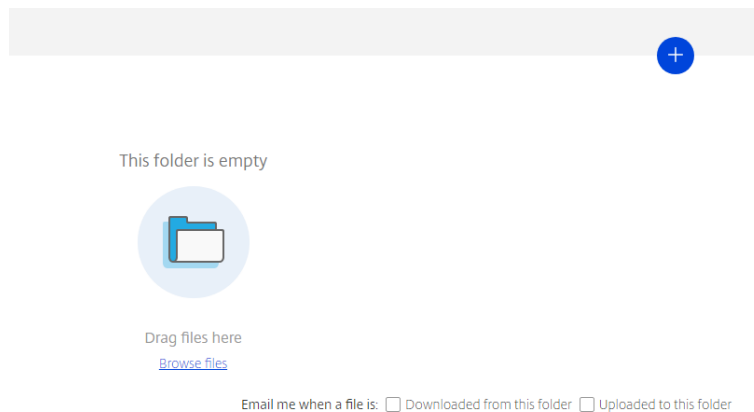 This folder is empty
Drag files here
Browse files
Email me when a file is: Downloaded from this folder Uploaded to this folder